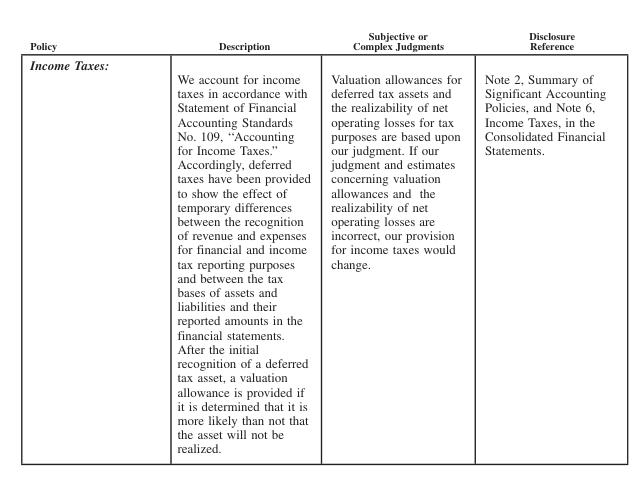 Policy
Description
Subjective or
Complex Judgments
Disclosure
Reference
Income Taxes:
We account for income
taxes in accordance with
Statement of Financial
Accounting Standards
No. 109, “Accounting
for Income Taxes.”
Accordingly, deferred
taxes have been provided
to show the effect of
temporary differences
between the recognition
of revenue and expenses
for financial and income
tax reporting purposes
and between the tax
bases of assets and
liabilities and their
reported amounts in the
financial statements.
After the initial
recognition of a deferred
tax asset, a valuation
allowance is provided if
it is determined that it is
more likely than not that
the asset will not be
realized.
Valuation allowances for
deferred tax assets and
the realizability of net
operating losses for tax
purposes are based upon
our judgment. If our
judgment and estimates
concerning valuation
allowances and the
realizability of net
operating losses are
incorrect, our provision
for income taxes would
change.
Note 2, Summary of
Significant Accounting
Policies, and Note 6,
Income Taxes, in the
Consolidated Financial
Statements.